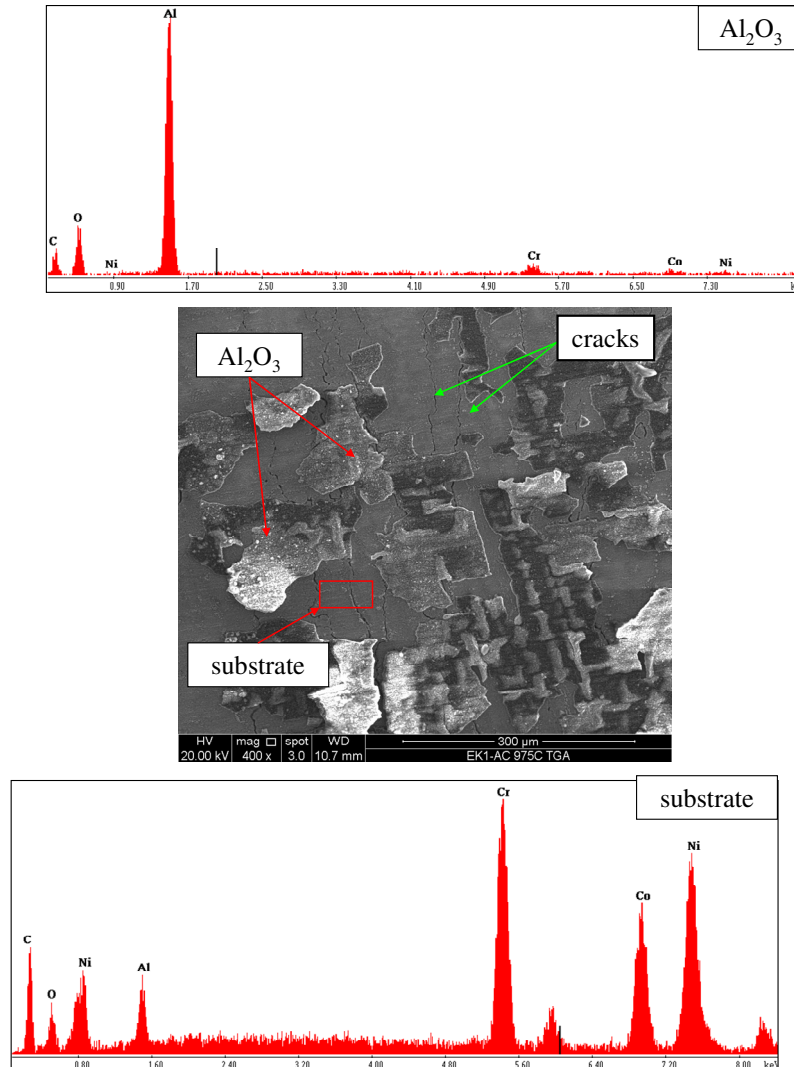 Al₂O₃
Al
O
C
Ni
Cr
Co
Ni
0.90 1.70 2.50 3.30 4.10 4.90 5.70 6.50 7.30 k
Al₂O₃
cracks
substrate
HV mag spot WD 300 µm
20.00 kV 400 x 3.0 10.7 mm EK1-AC 975C TGA
substrate
Cr
Ni
Co
C
Ni
Al
O
0.80 1.60 2.40 3.20 4.00 4.80 5.60 6.40 7.20 8.00 keV